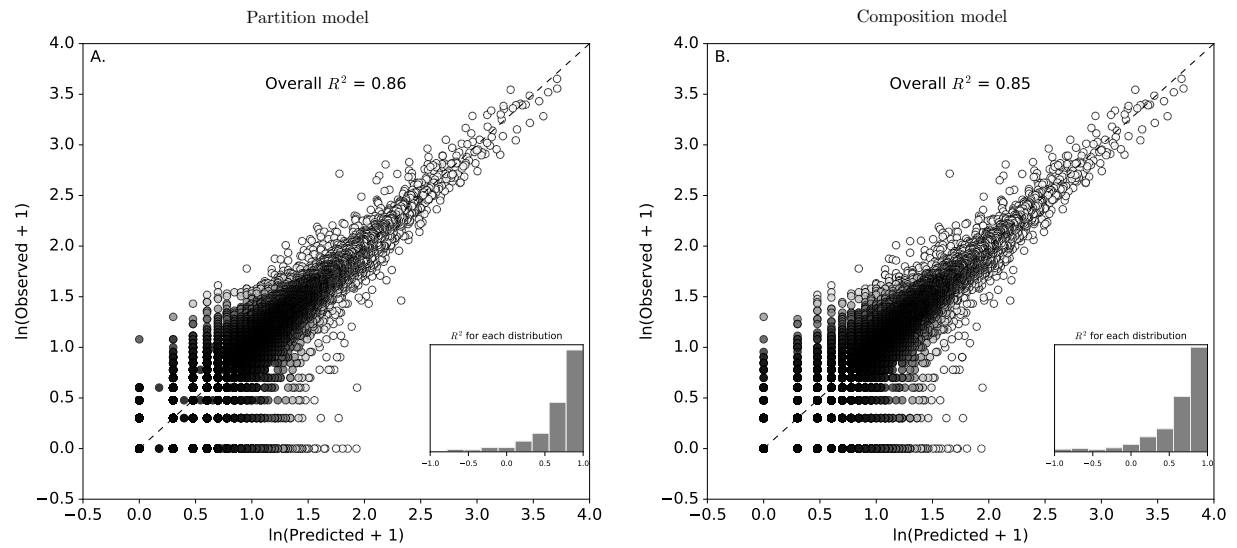 Partition model
A.
Overall R² = 0.86
4.0
3.5
3.0
2.5
2.0
1.5
1.0
0.5
0.0
−0.5
ln(Observed + 1)
R² for each distribution
−1.0 −0.5 0.0 0.5 1.0
−0.5 0.0 0.5 1.0 1.5 2.0 2.5 3.0 3.5 4.0
ln(Predicted + 1)
Composition model
B.
Overall R² = 0.85
4.0
3.5
3.0
2.5
2.0
1.5
1.0
0.5
0.0
−0.5
ln(Observed + 1)
R² for each distribution
−1.0 −0.5 0.0 0.5 1.0
−0.5 0.0 0.5 1.0 1.5 2.0 2.5 3.0 3.5 4.0
ln(Predicted + 1)